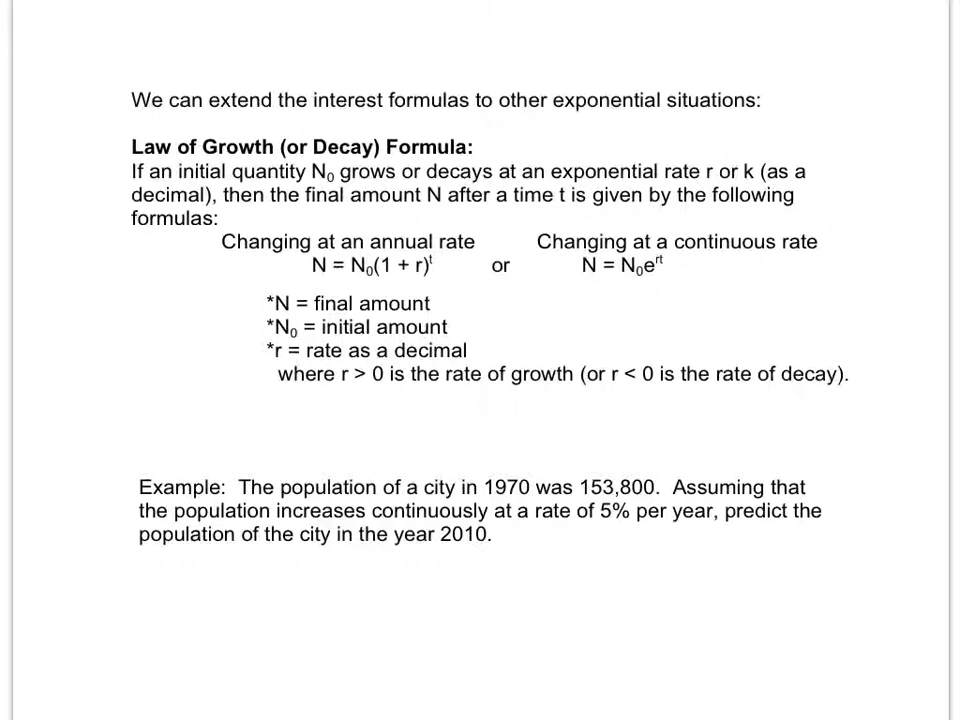 We can extend the interest formulas to other exponential situations:
Law of Growth (or Decay) Formula:
If an initial quantity N₀ grows or decays at an exponential rate r or k (as a
decimal), then the final amount N after a time t is given by the following
formulas:
Changing at an annual rate Changing at a continuous rate
N = N₀(1 + r)ᵗ or N = N₀eʳᵗ
*N = final amount
*N₀ = initial amount
*r = rate as a decimal
where r > 0 is the rate of growth (or r < 0 is the rate of decay).
Example: The population of a city in 1970 was 153,800. Assuming that
the population increases continuously at a rate of 5% per year, predict the
population of the city in the year 2010.